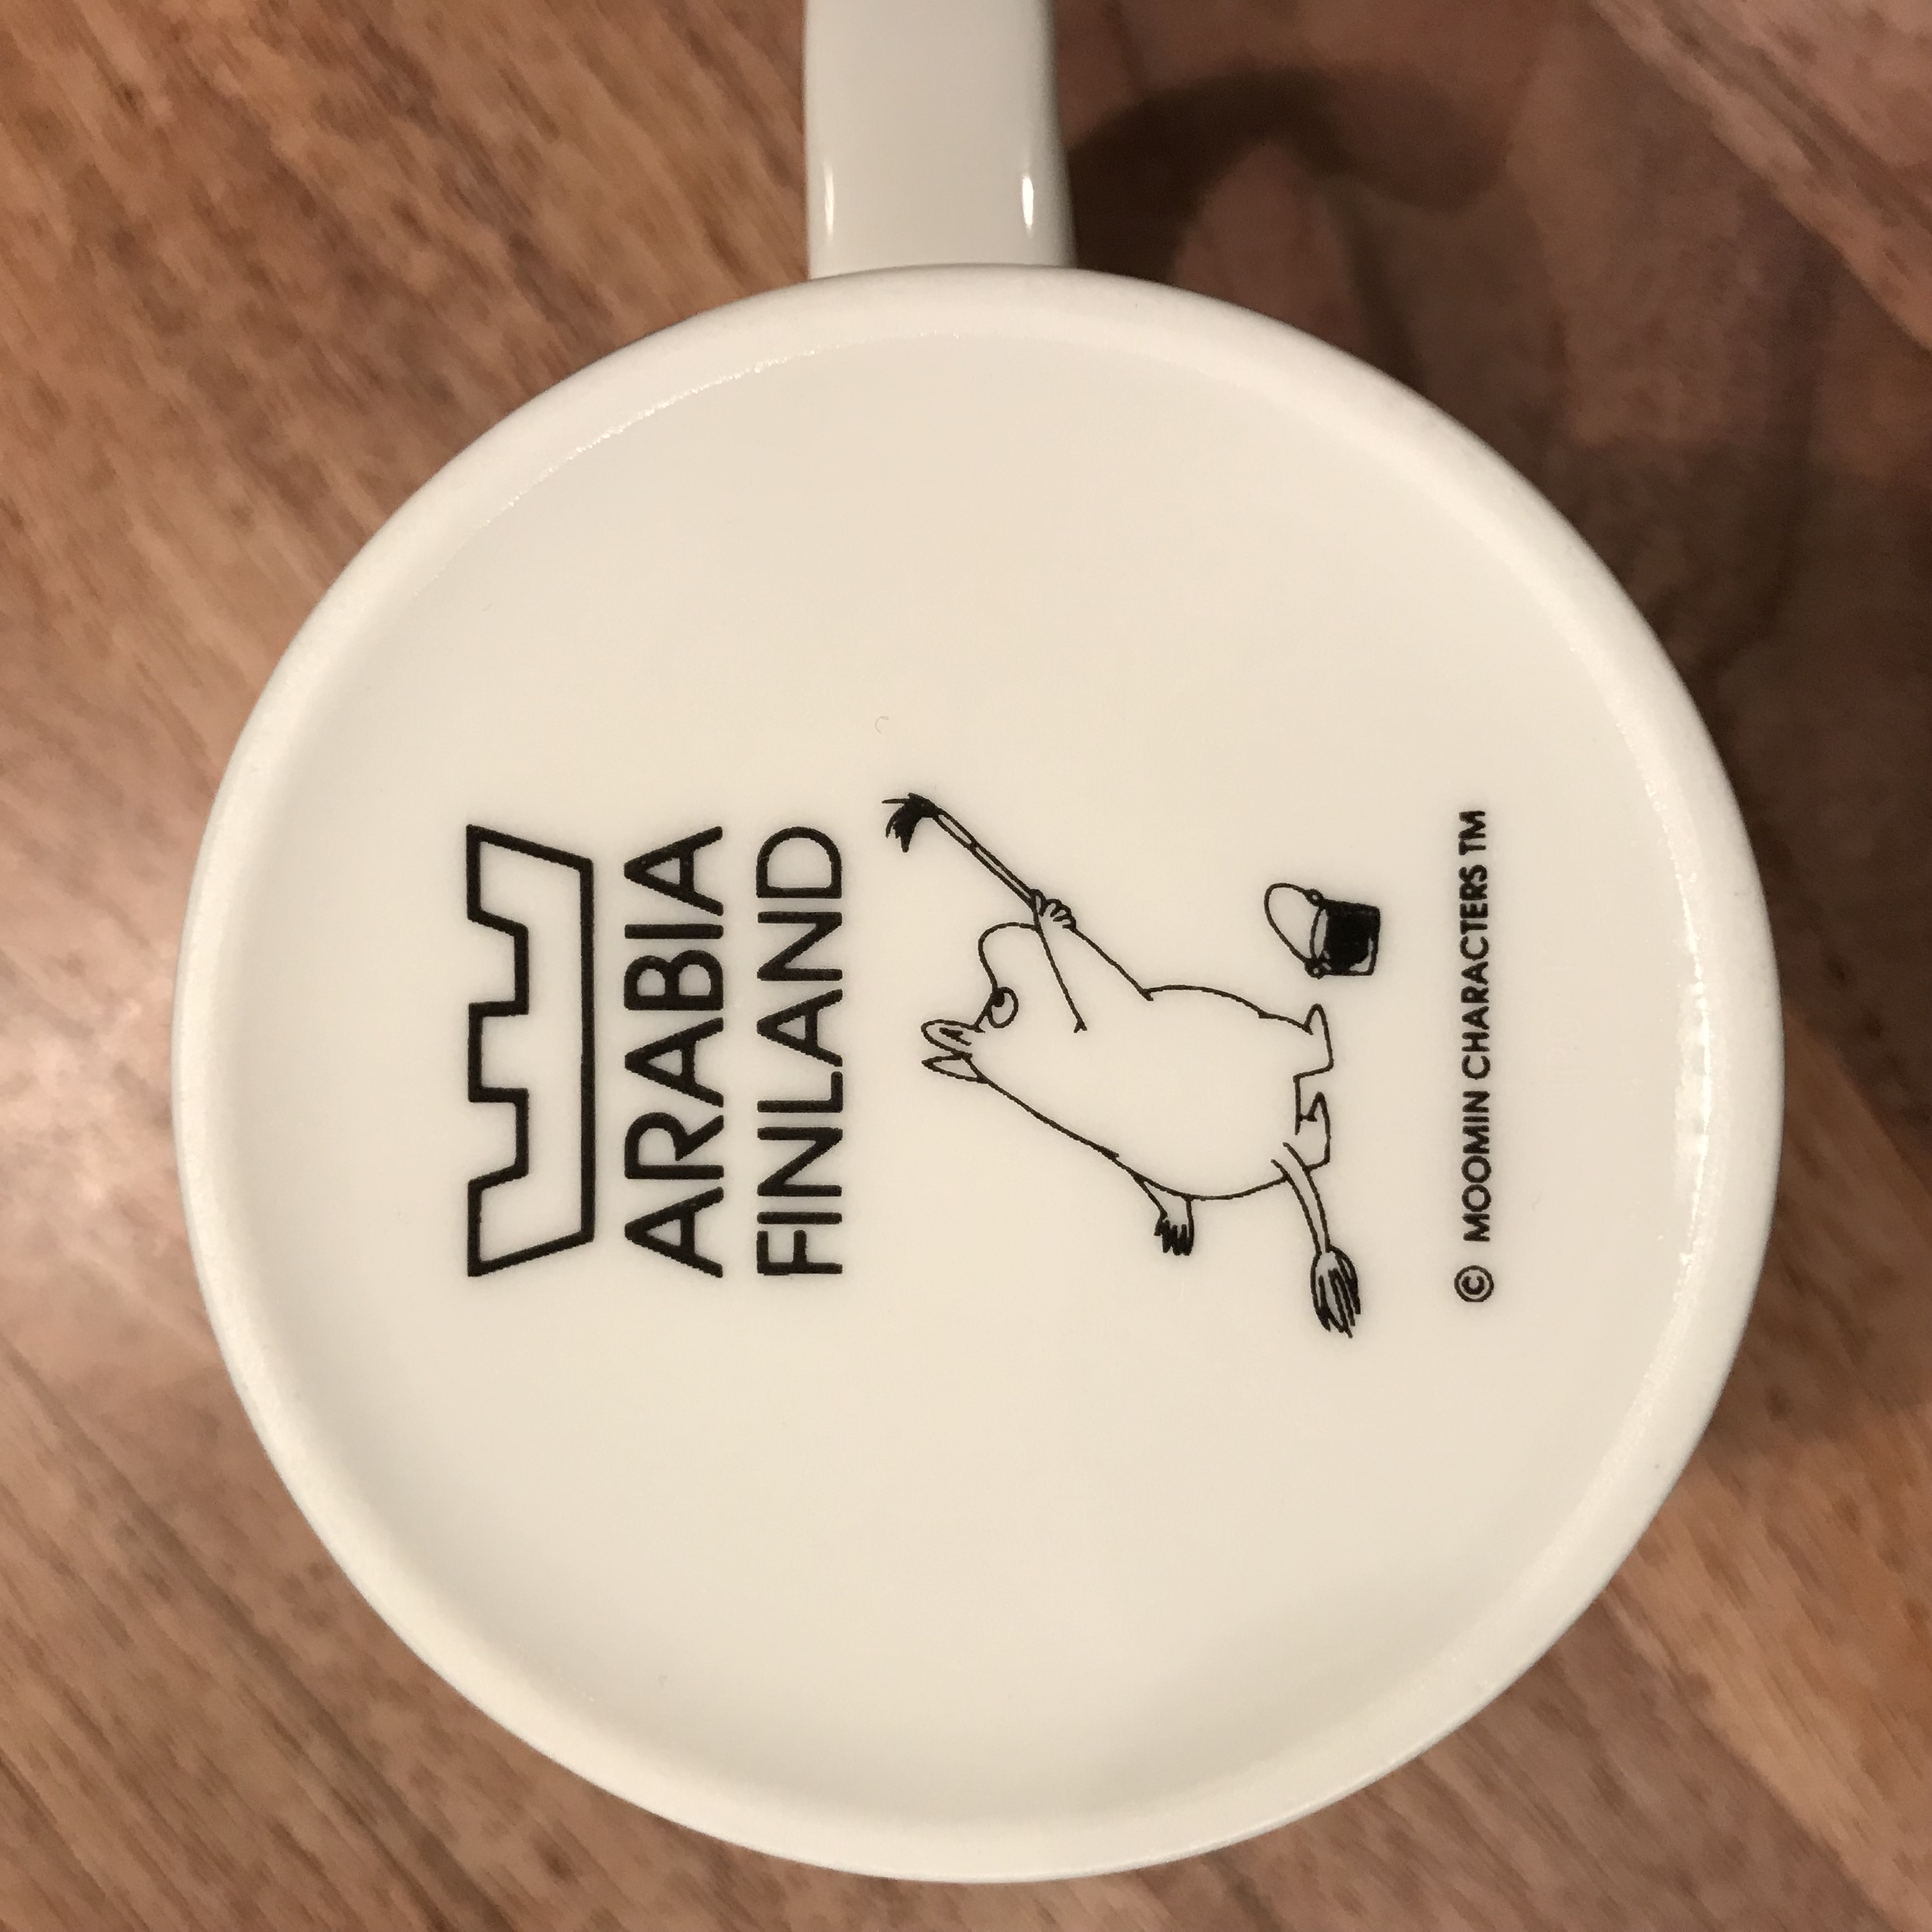 ARABIA
FINLAND
© MOOMIN CHARACTERS TM